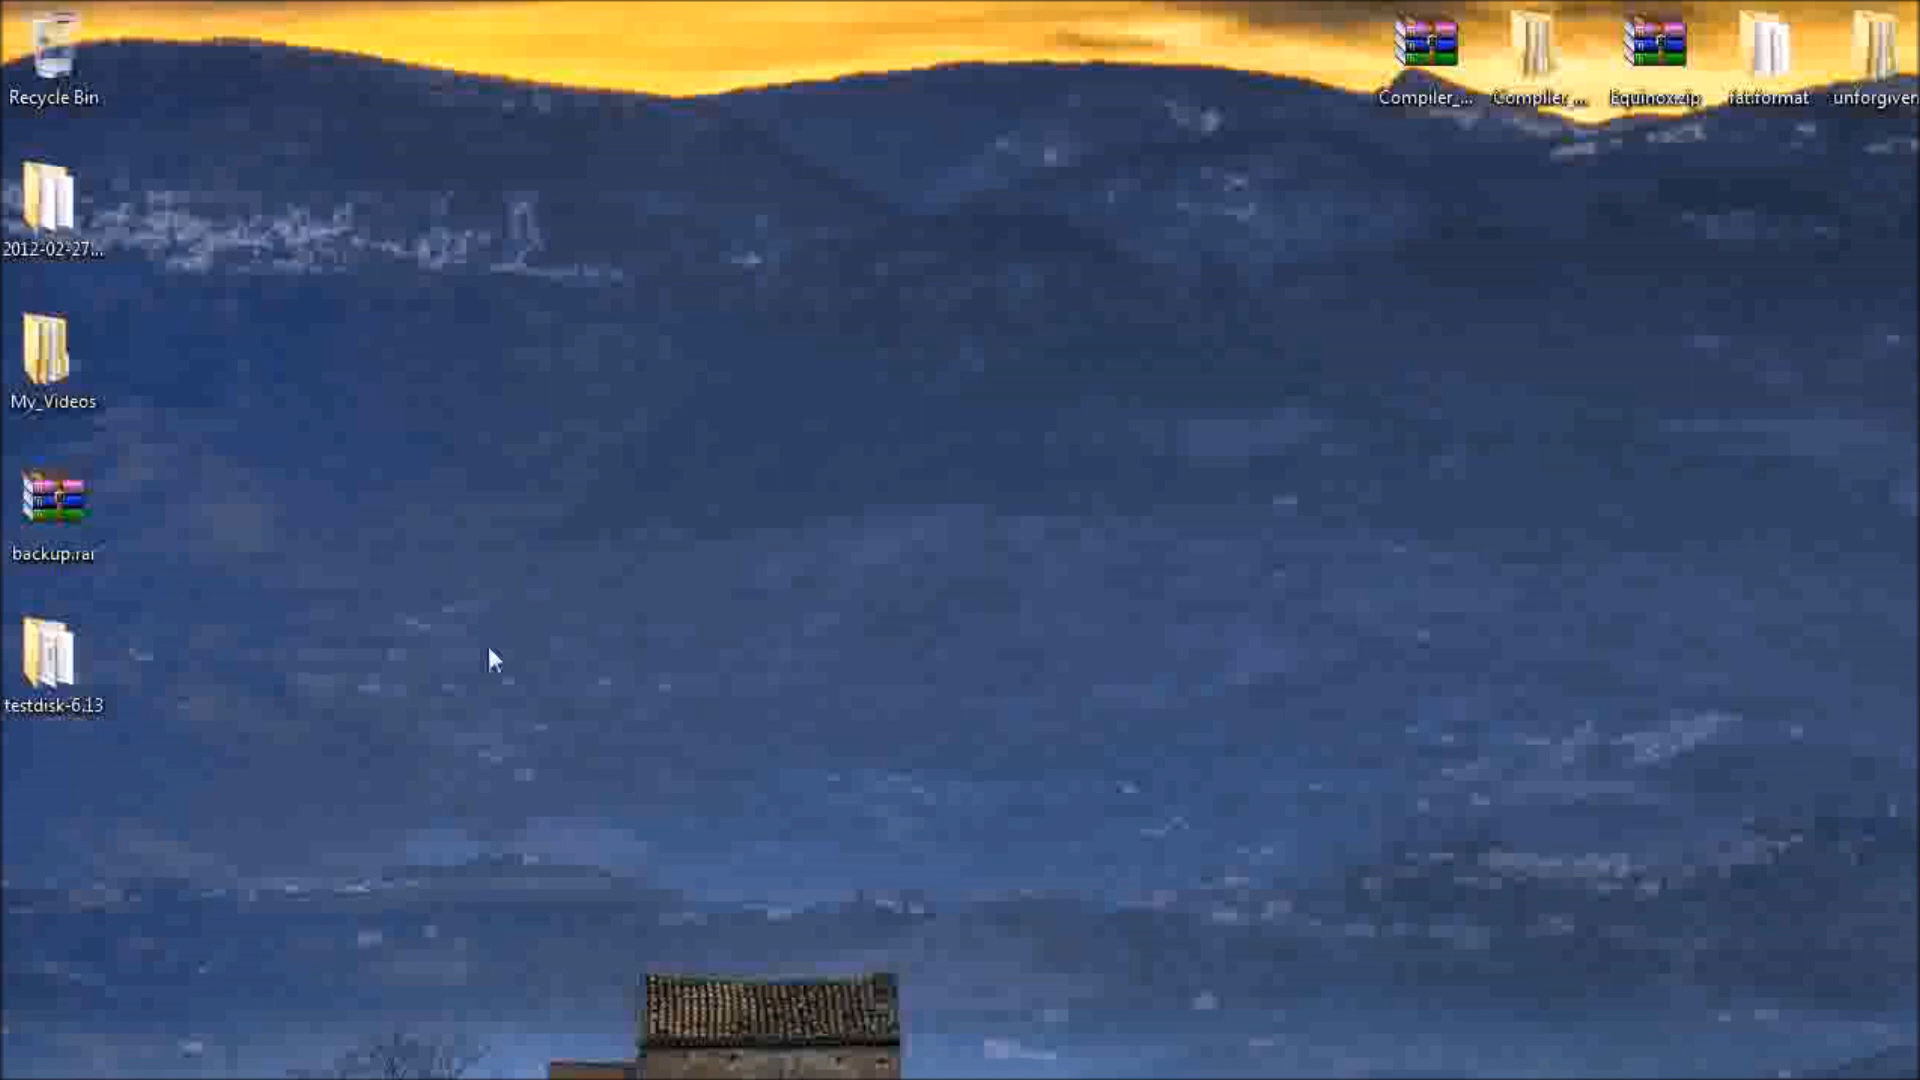 Recycle Bin
2012-02-27...
My_Videos
backup.rar
testdisk-6.13
Compiler_...
Compiler_...
Equinox.zip
fatformat
unforgiven